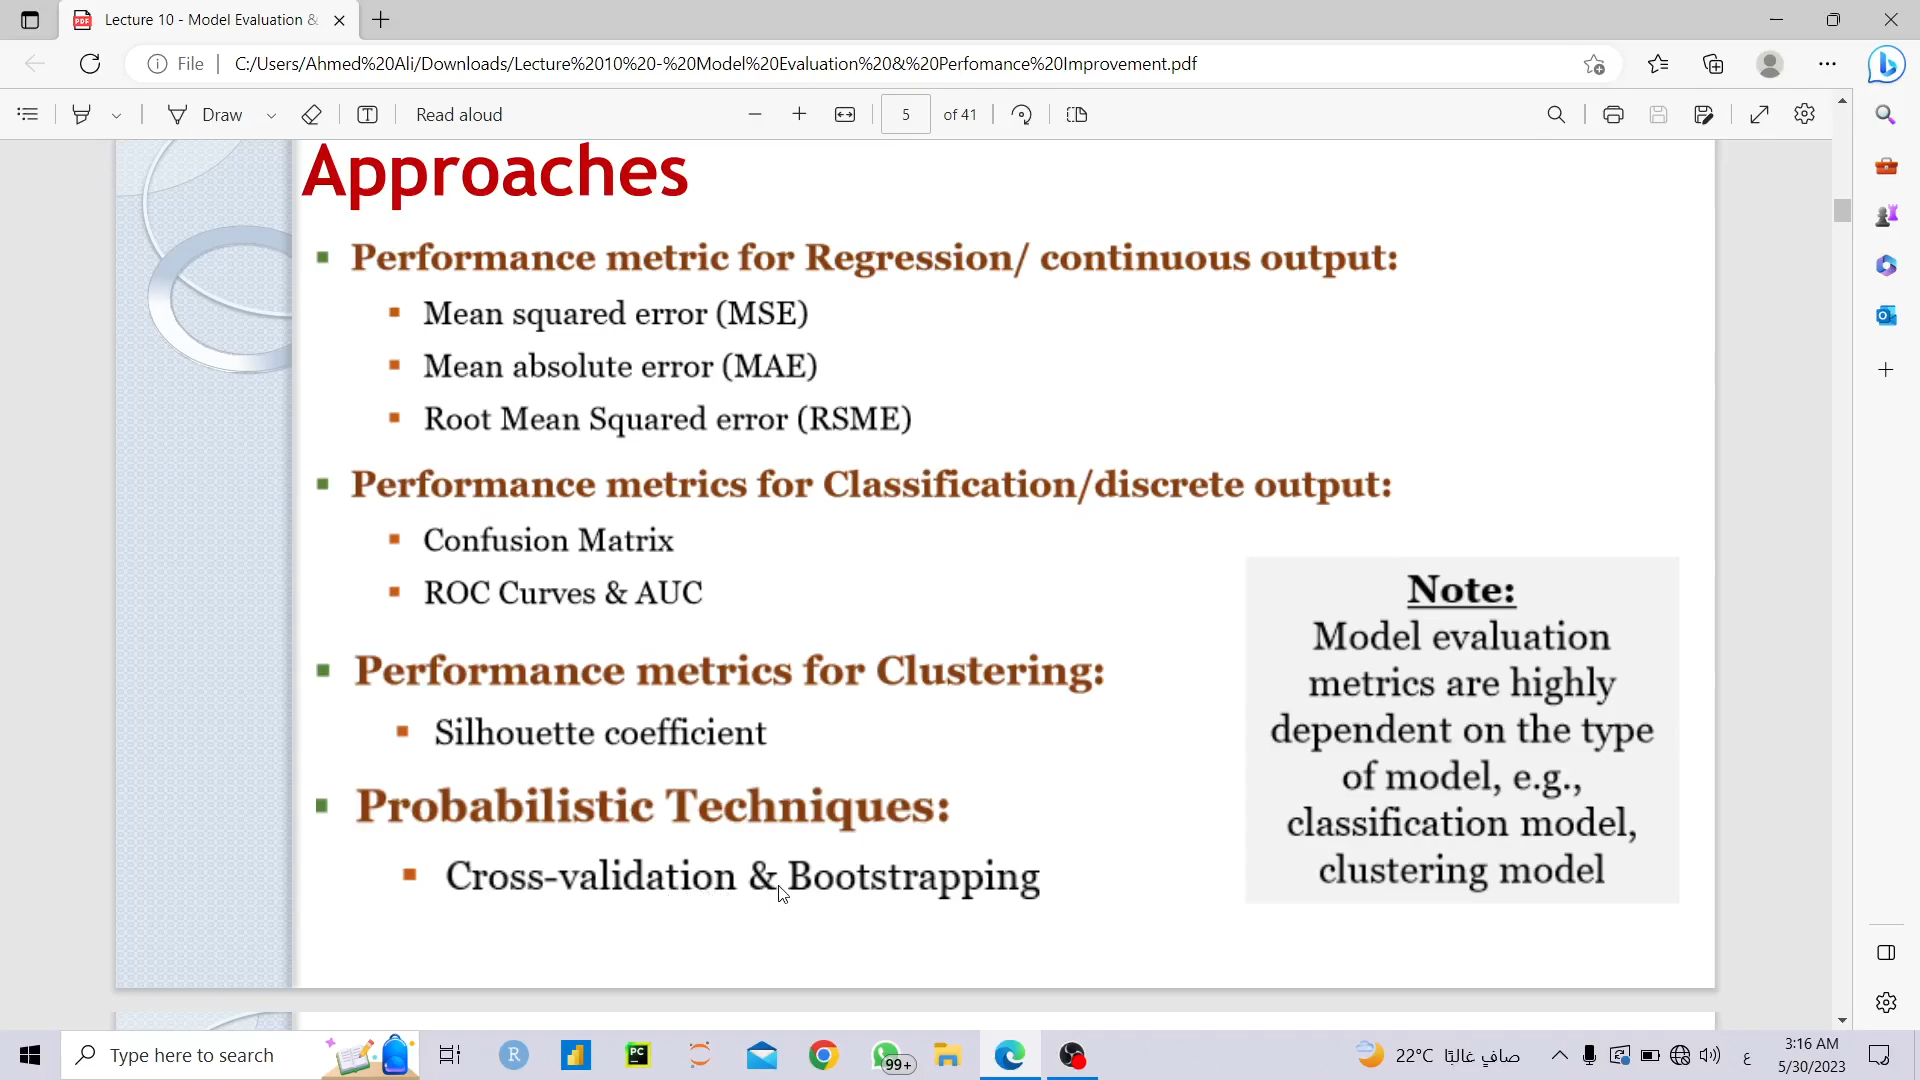 Lecture 10 - Model Evaluation &
File
C:/Users/Ahmed%20Ali/Downloads/Lecture%2010%20-%20Model%20Evaluation%20&%20Perfomance%20Improvement.pdf
Draw
Read aloud
5
of 41
Approaches
Performance metric for Regression/ continuous output:
Mean squared error (MSE)
Mean absolute error (MAE)
Root Mean Squared error (RSME)
Performance metrics for Classification/discrete output:
Confusion Matrix
ROC Curves & AUC
Performance metrics for Clustering:
Silhouette coefficient
Probabilistic Techniques:
Cross-validation & Bootstrapping
Note:
Model evaluation
metrics are highly
dependent on the type
of model, e.g.,
classification model,
clustering model
Type here to search
99+
22°C صافٍ غالبًا
ع
3:16 AM
5/30/2023